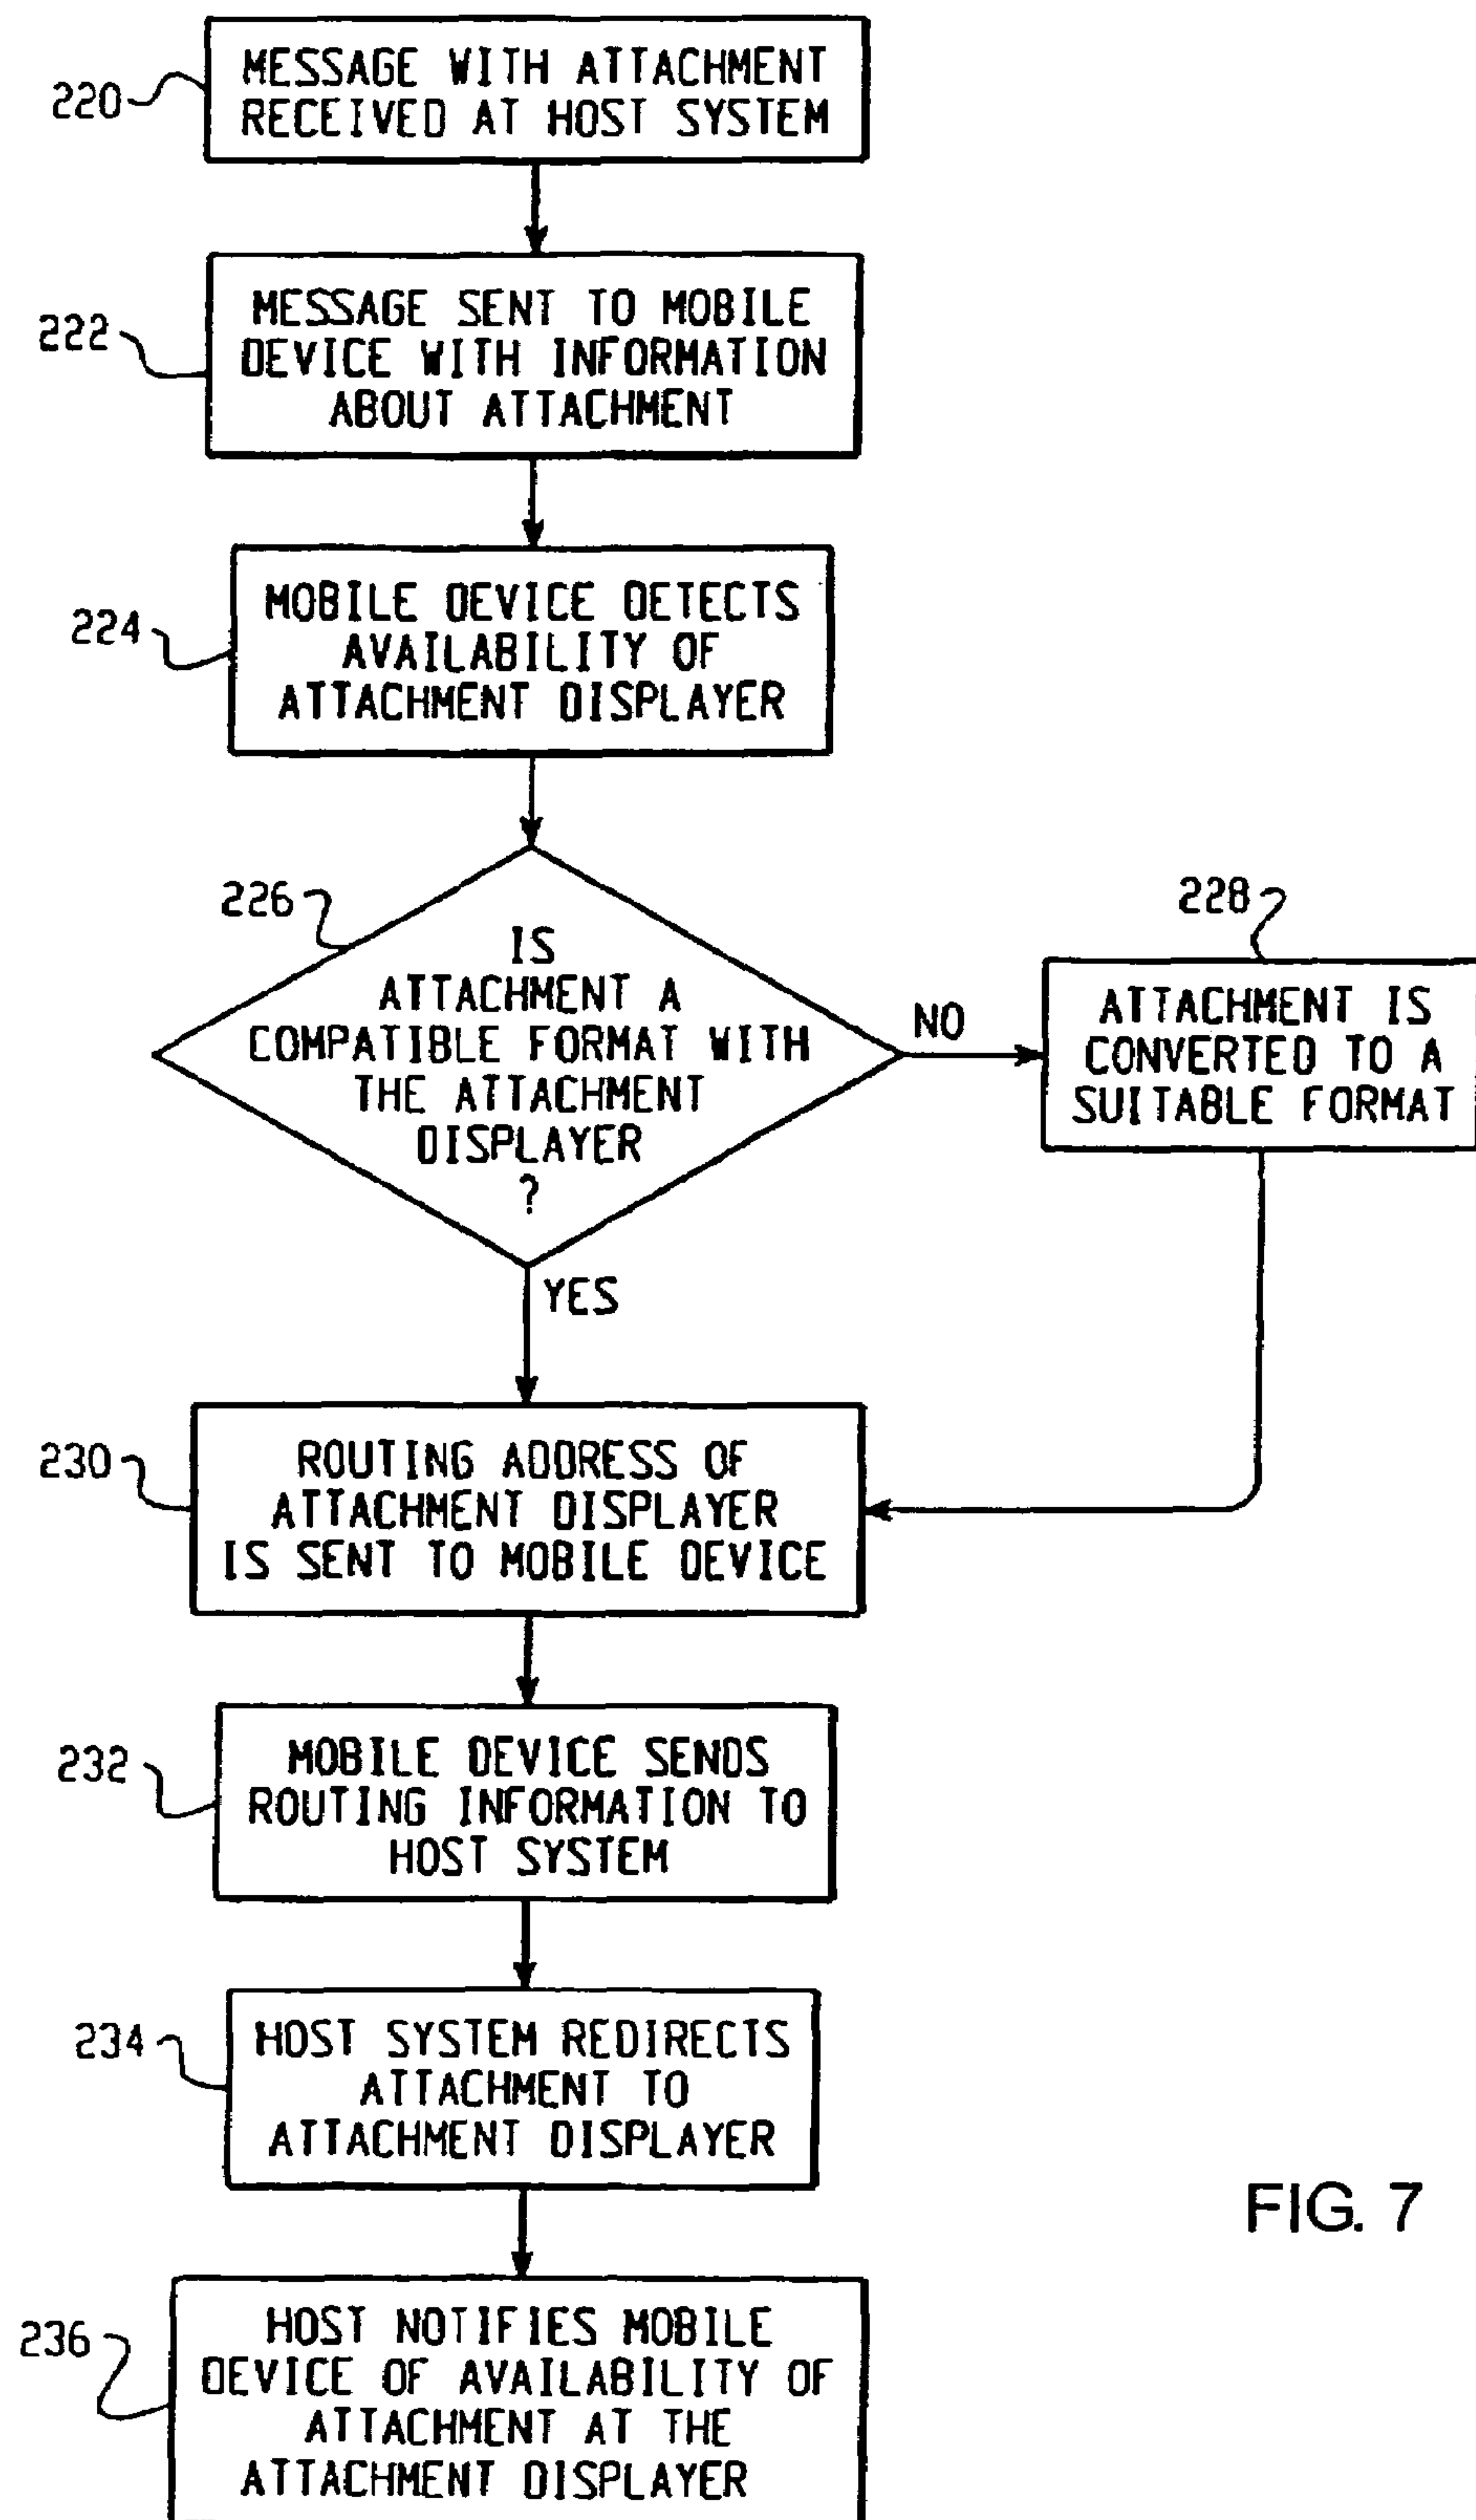 220
MESSAGE WITH ATTACHMENT
RECEIVED AT HOST SYSTEM
222
MESSAGE SENT TO MOBILE
DEVICE WITH INFORMATION
ABOUT ATTACHMENT
224
MOBILE DEVICE DETECTS
AVAILABILITY OF
ATTACHMENT DISPLAYER
226
IS
ATTACHMENT A
COMPATIBLE FORMAT WITH
THE ATTACHMENT
DISPLAYER
?
NO
228
ATTACHMENT IS
CONVERTED TO A
SUITABLE FORMAT
YES
230
ROUTING ADDRESS OF
ATTACHMENT DISPLAYER
IS SENT TO MOBILE DEVICE
232
MOBILE DEVICE SENDS
ROUTING INFORMATION TO
HOST SYSTEM
234
HOST SYSTEM REDIRECTS
ATTACHMENT TO
ATTACHMENT DISPLAYER
236
HOST NOTIFIES MOBILE
DEVICE OF AVAILABILITY OF
ATTACHMENT AT THE
ATTACHMENT DISPLAYER
FIG. 7